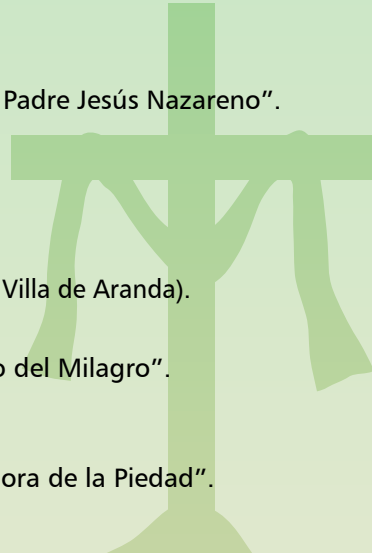 Padre Jesús Nazareno”.
Villa de Aranda).
o del Milagro”.
ora de la Piedad”.